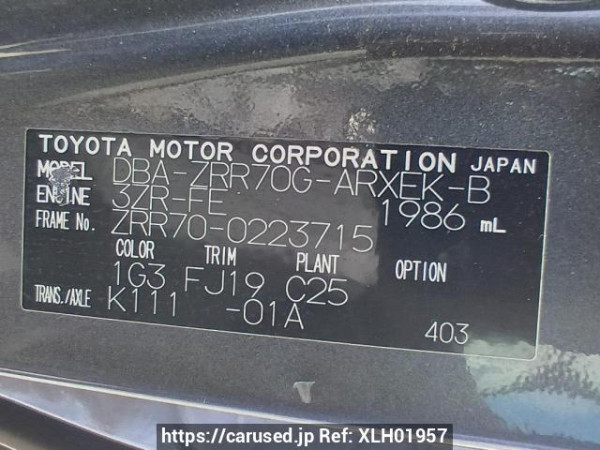 TOYOTA MOTOR CORPORATION JAPAN
MODEL DBA-ZRR70G-ARXEK-B
ENGINE 3ZR-FE 1986 mL
FRAME No. ZRR70-0223715
COLOR TRIM PLANT OPTION
1G3 FJ19 C25
TRANS./AXLE K111 -01A
403
https://carused.jp Ref: XLH01957